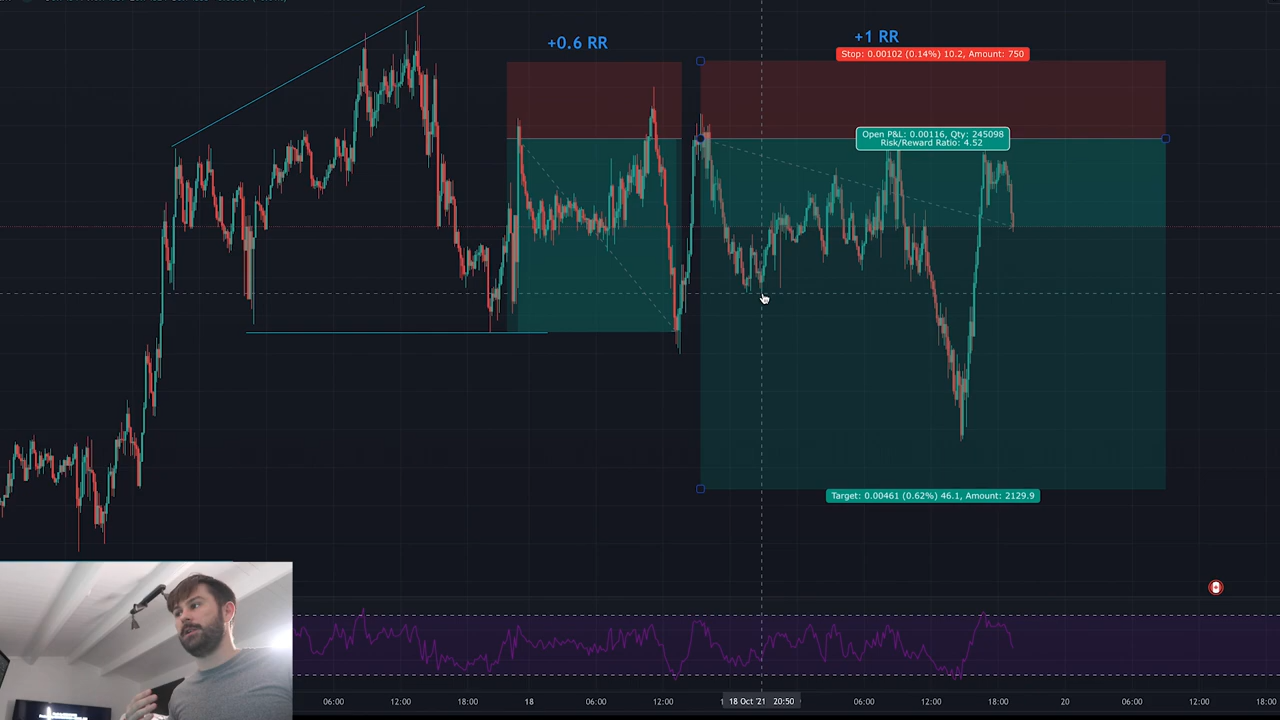 +0.6 RR
+1 RR
Stop: 0.00102 (0.14%) 10.2, Amount: 750
Open P&L: 0.00116, Qty: 245098
Risk/Reward Ratio: 4.52
Target: 0.00461 (0.62%) 46.1, Amount: 2129.9
06:00 12:00 18:00 18 06:00 12:00 18 Oct '21 20:50 06:00 12:00 18:00 20 06:00 12:00 18:00